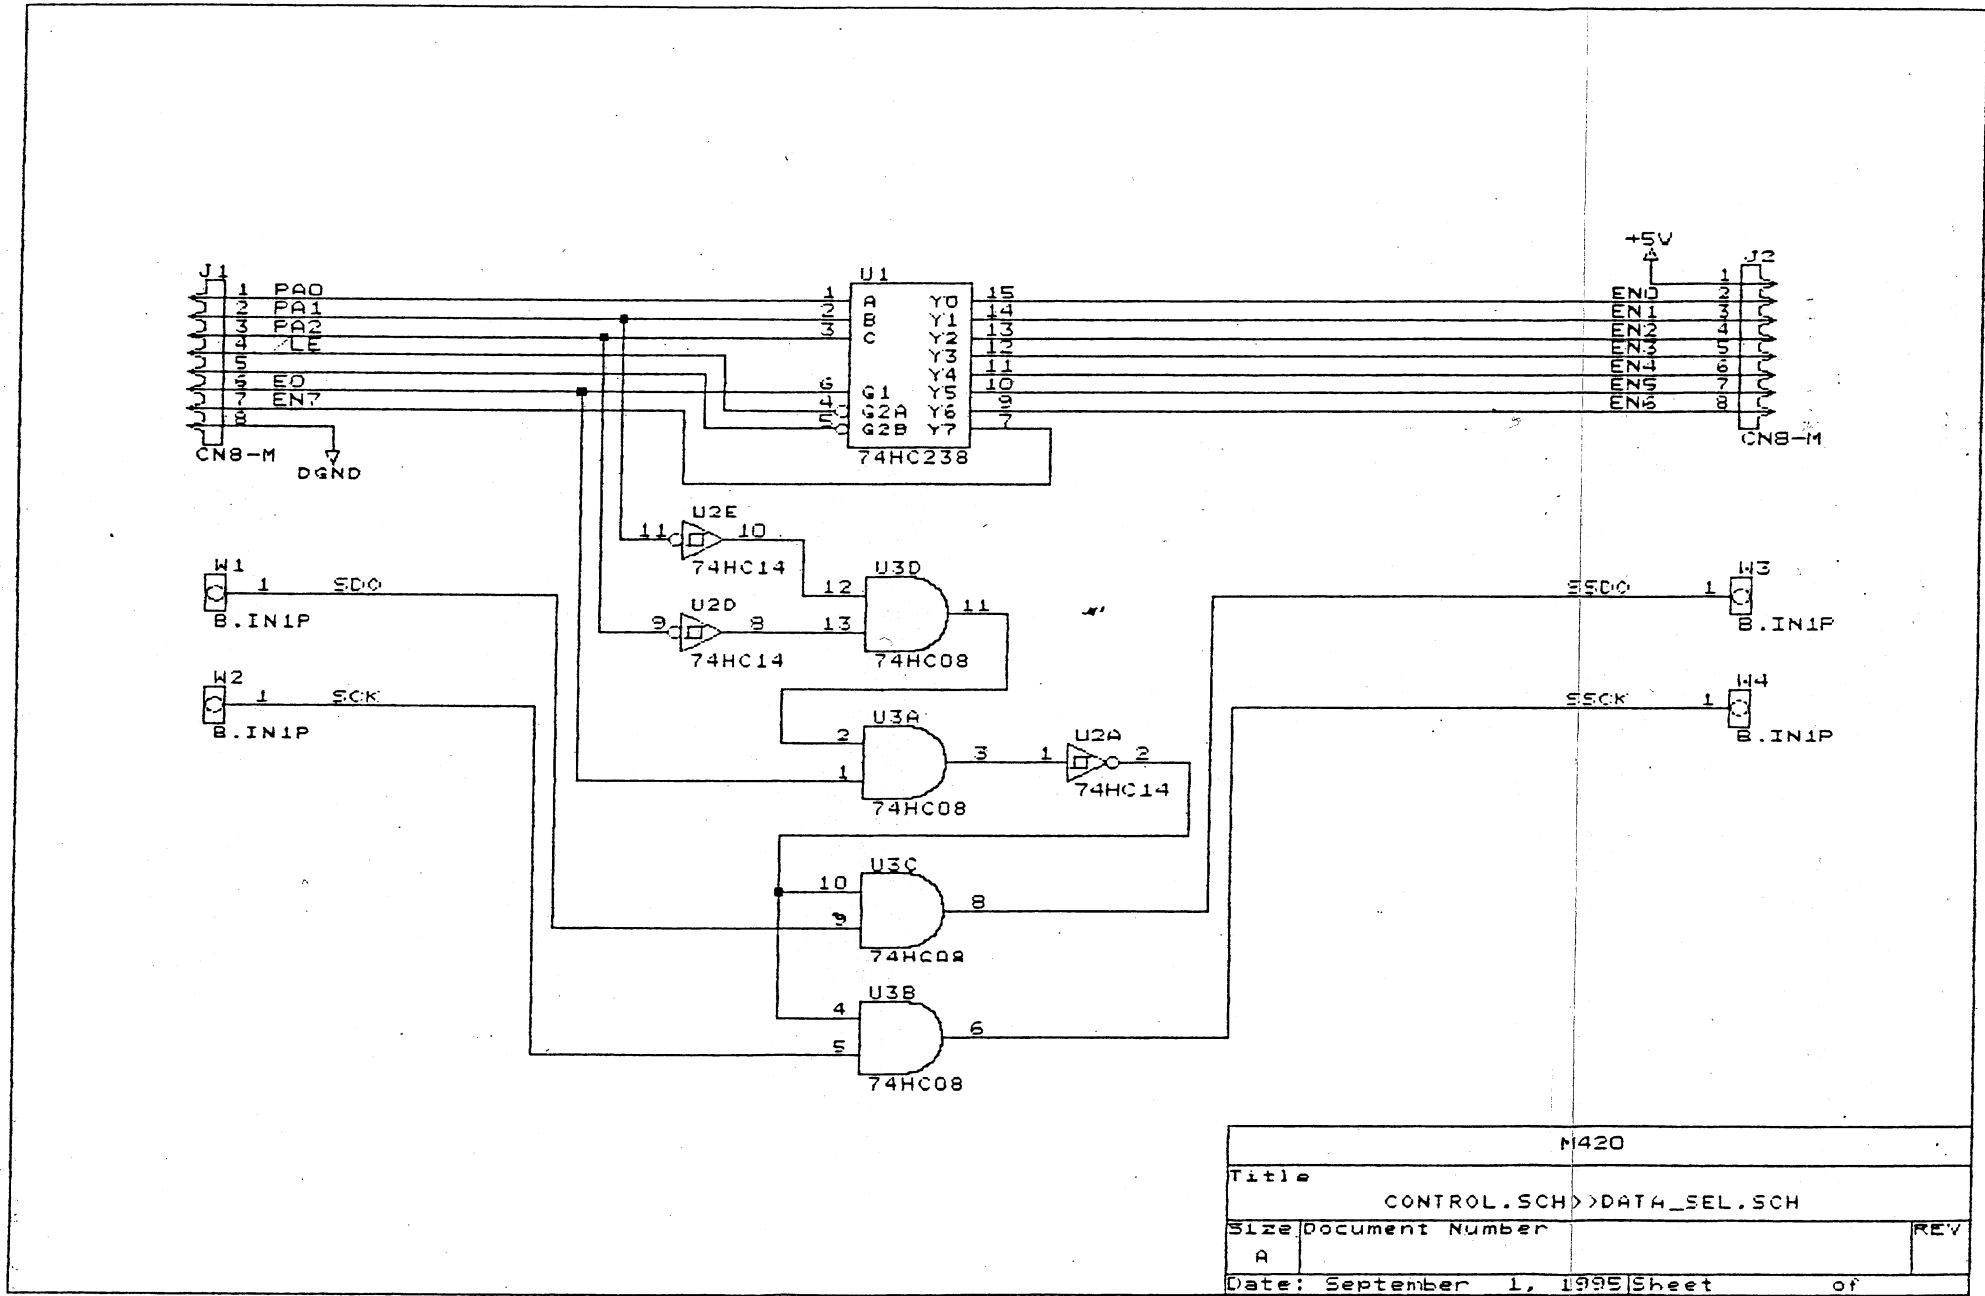 +5V
J1
U1
J2
1 PA0
1 A Y0 15
1
2 PA1
2 B Y1 14
EN0 2
3 PA2
3 C Y2 13
EN1 3
4 /LE
Y3 12
EN2 4
5
Y4 11
EN3 5
6 E0
6 G1 Y5 10
EN4 6
7 EN7
4 G2A Y6 9
EN5 7
8
5 G2B Y7 7
EN6 8
CN8-M
74HC238
CN8-M
DGND
U2E
11 10
74HC14
W1
1 SDO
B.IN1P
U3D
12
11
13
74HC08
U2D
9 8
74HC14
W3
SSDO 1
B.IN1P
W2
1 SCK
B.IN1P
W4
SSCK 1
B.IN1P
U3A
2
3
1
74HC08
U2A
1 2
74HC14
U3C
10
8
9
74HC08
U3B
4
6
5
74HC08
M420
Title
CONTROL.SCH>>DATA_SEL.SCH
Size Document Number REV
A
Date: September 1, 1995 Sheet of